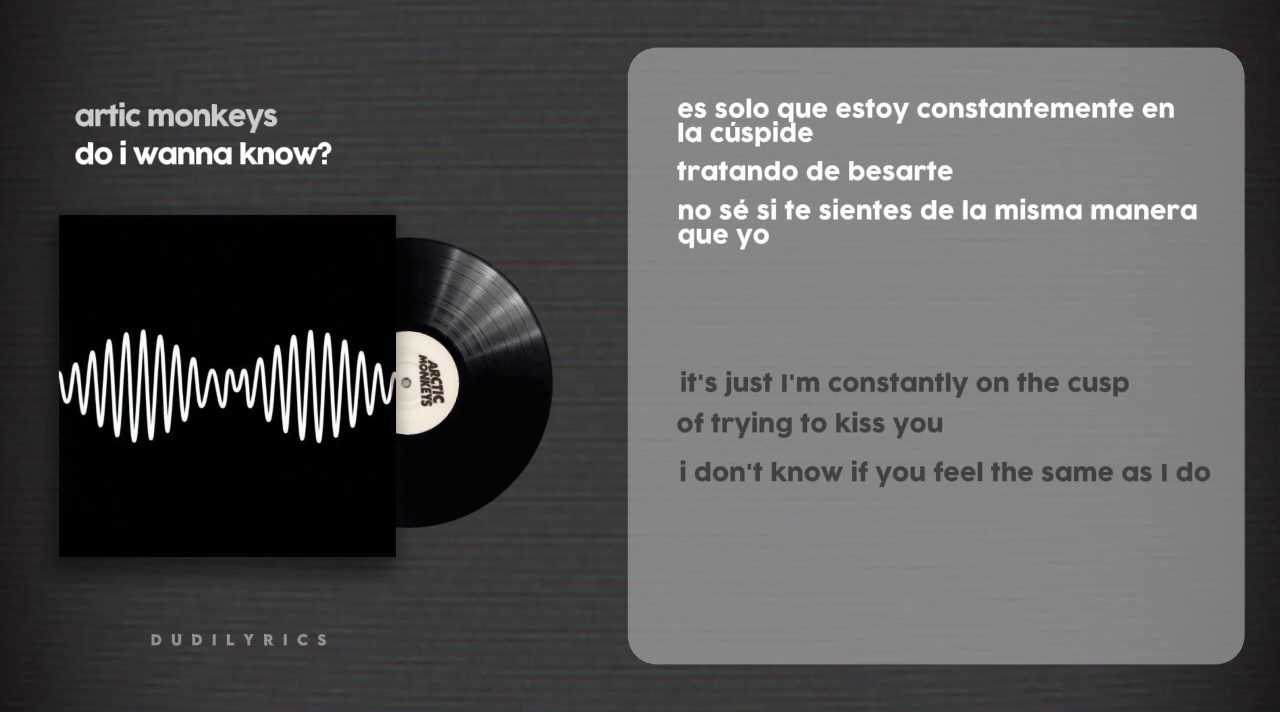 artic monkeys
do i wanna know?
ARCTIC
MONKEYS
DUDILYRICS
es solo que estoy constantemente en
la cúspide
tratando de besarte
no sé si te sientes de la misma manera
que yo
it's just I'm constantly on the cusp
of trying to kiss you
i don't know if you feel the same as I do